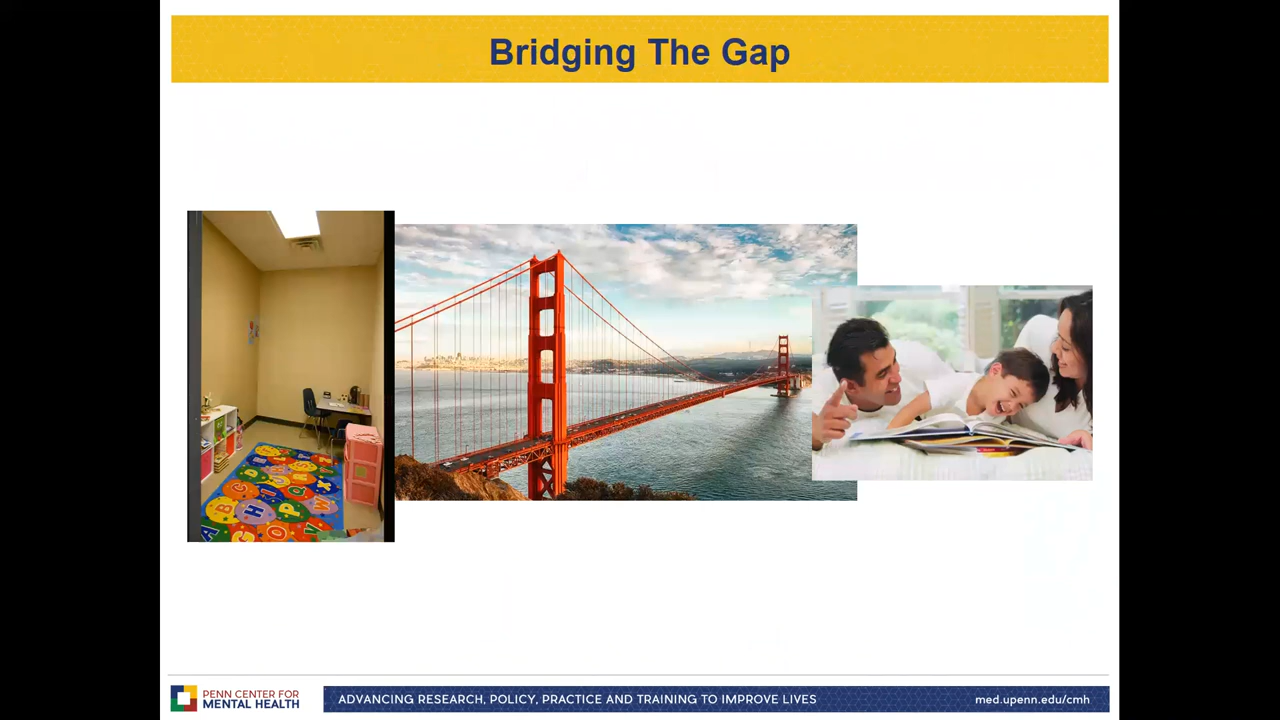 Bridging The Gap
PENN CENTER FOR
MENTAL HEALTH
ADVANCING RESEARCH, POLICY, PRACTICE AND TRAINING TO IMPROVE LIVES
med.upenn.edu/cmh